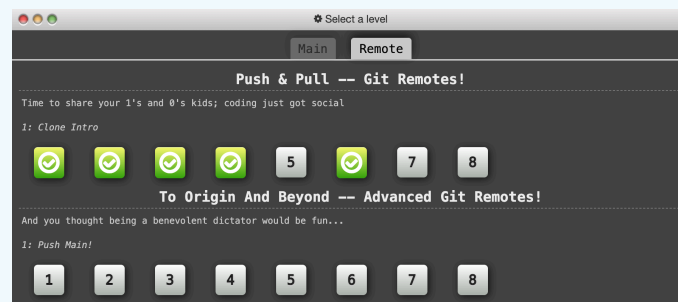 Select a level
Main Remote
Push & Pull -- Git Remotes!
Time to share your 1's and 0's kids; coding just got social
1: Clone Intro
5 7 8
To Origin And Beyond -- Advanced Git Remotes!
And you thought being a benevolent dictator would be fun...
1: Push Main!
1 2 3 4 5 6 7 8